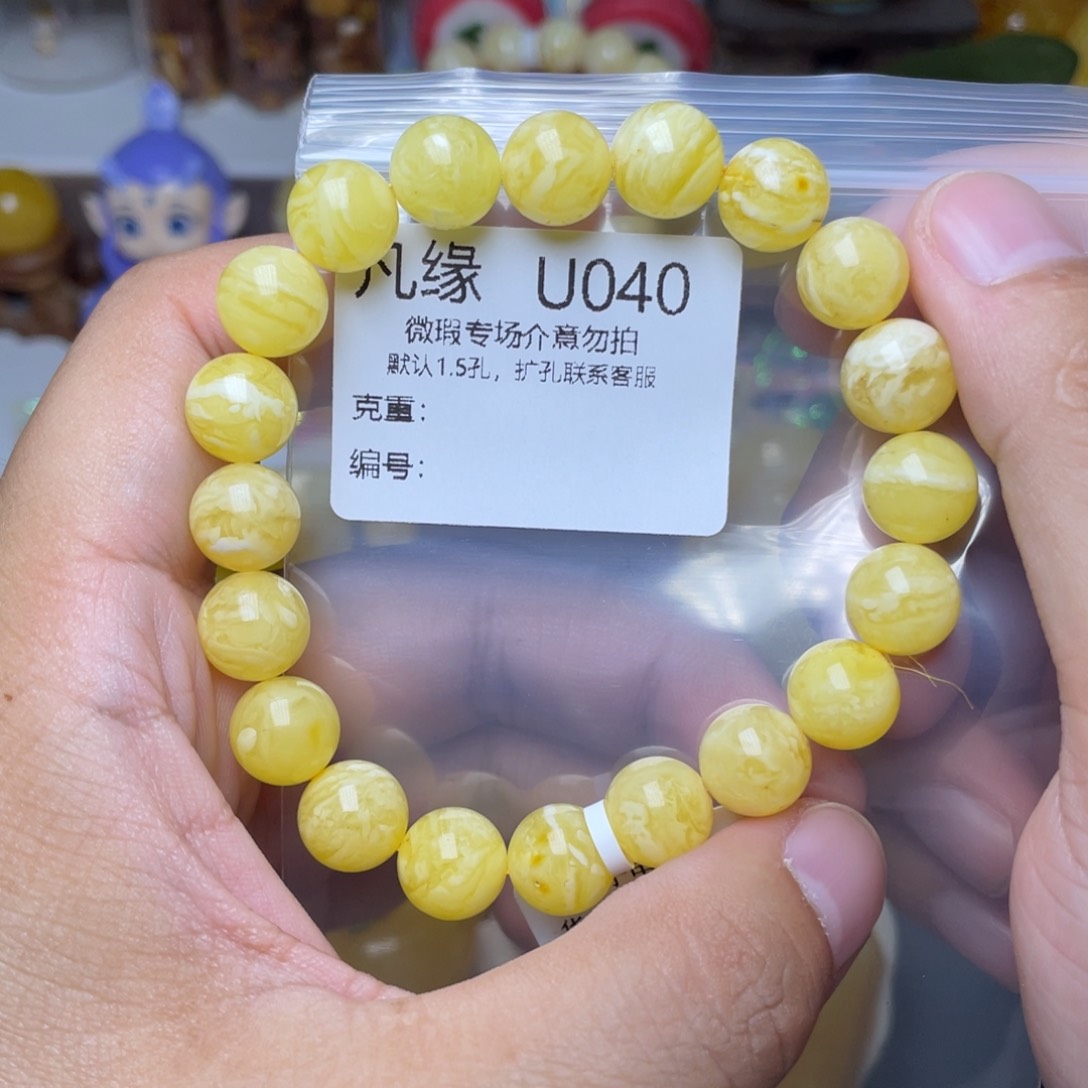 凡缘 U040
微瑕专场介意勿拍
默认1.5孔，扩孔联系客服
克重：
编号：